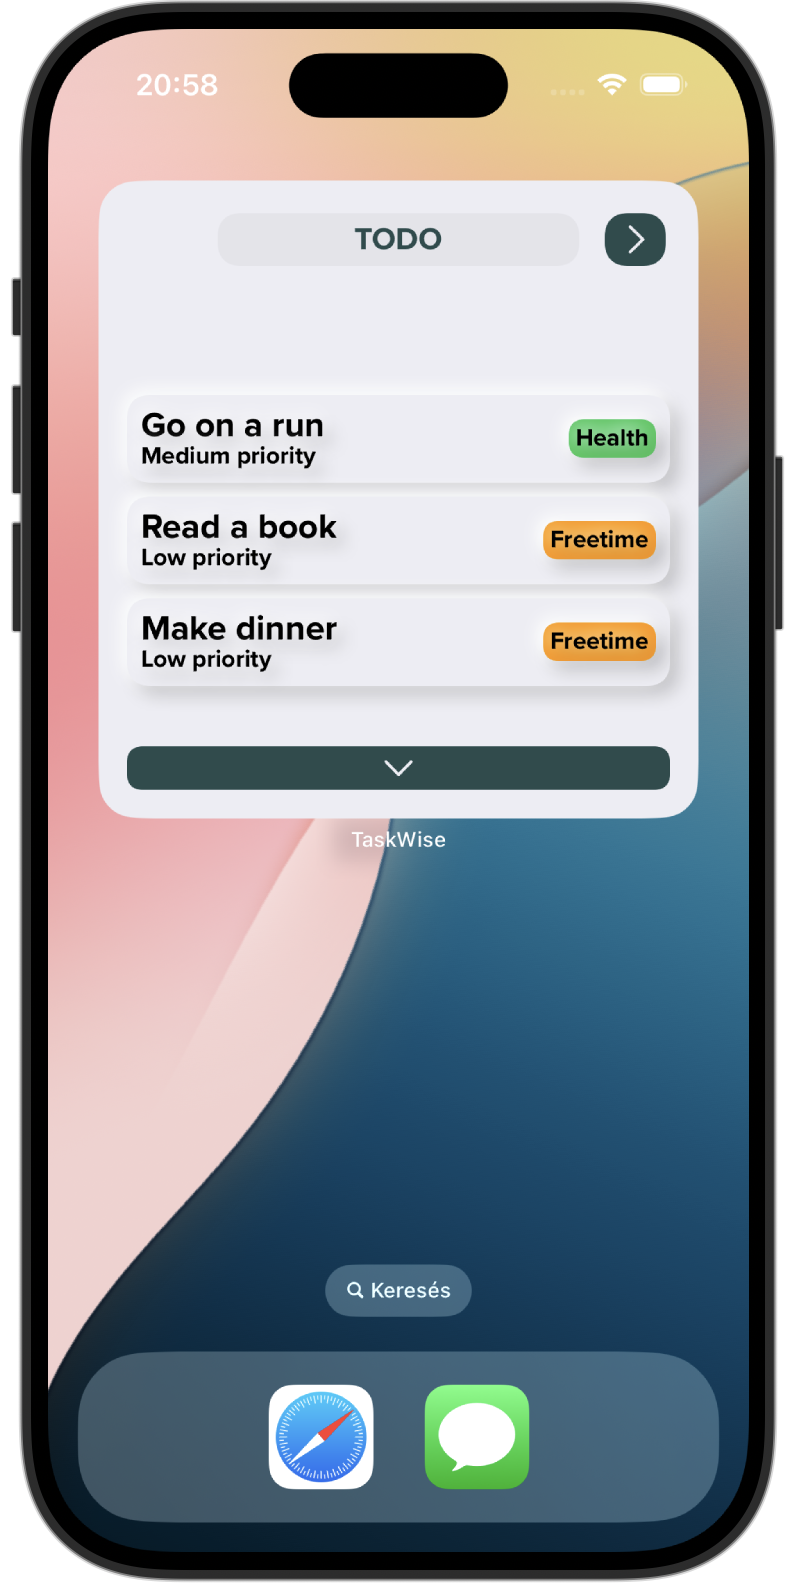 20:58
TODO
Go on a run
Medium priority
Health
Read a book
Low priority
Freetime
Make dinner
Low priority
Freetime
TaskWise
Keresés